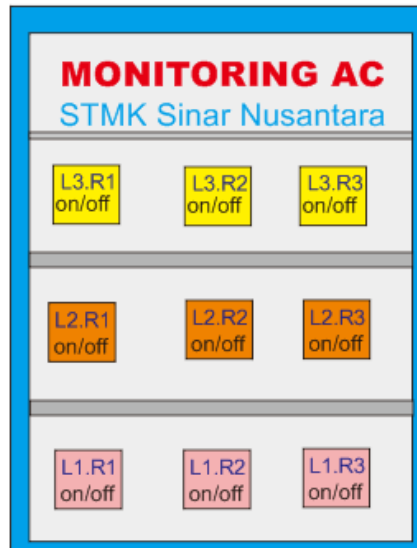 MONITORING AC
STMK Sinar Nusantara
L3.R1 L3.R2 L3.R3
on/off on/off on/off
L2.R1 L2.R2 L2.R3
on/off on/off on/off
L1.R1 L1.R2 L1.R3
on/off on/off on/off